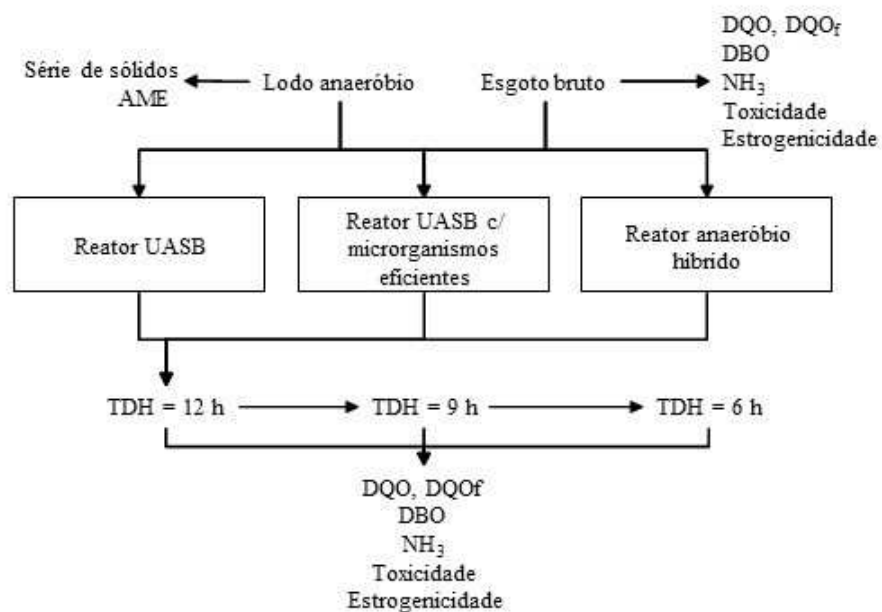 DQO, DQOf
DBO
NH3
Toxicidade
Estrogenicidade
Série de sólidos
AME
Lodo anaeróbio
Esgoto bruto
Reator UASB
Reator UASB c/
microrganismos
eficientes
Reator anaeróbio
hibrido
TDH = 12 h
TDH = 9 h
TDH = 6 h
DQO, DQOf
DBO
NH3
Toxicidade
Estrogenicidade